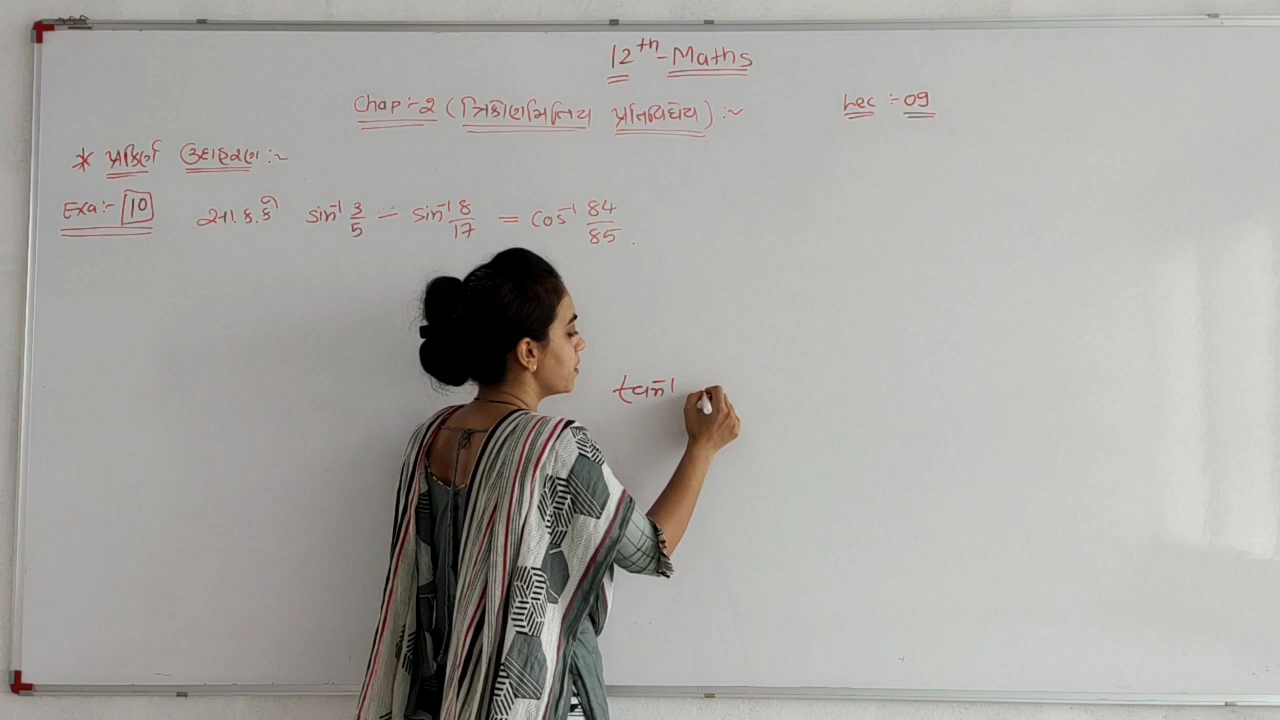 12th - Maths
Chap :- 2 (ત્રિકોણમિતિય પ્રતિવિધેય) :~
Lec :- 09
* પ્રકિર્ણ ઉદાહરણ :~
Exa :- 10 સા.દ.કે sin⁻¹ 3/5 — sin⁻¹ 8/17 = Cos⁻¹ 84/85 .
tan⁻¹